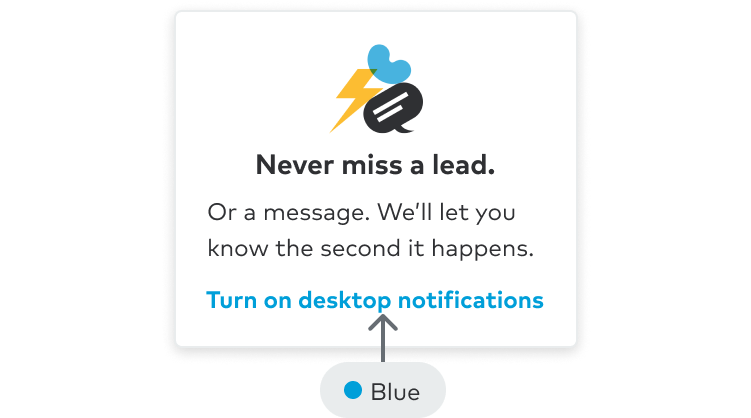 Never miss a lead.
Or a message. We’ll let you
know the second it happens.
Turn on desktop notifications
Blue